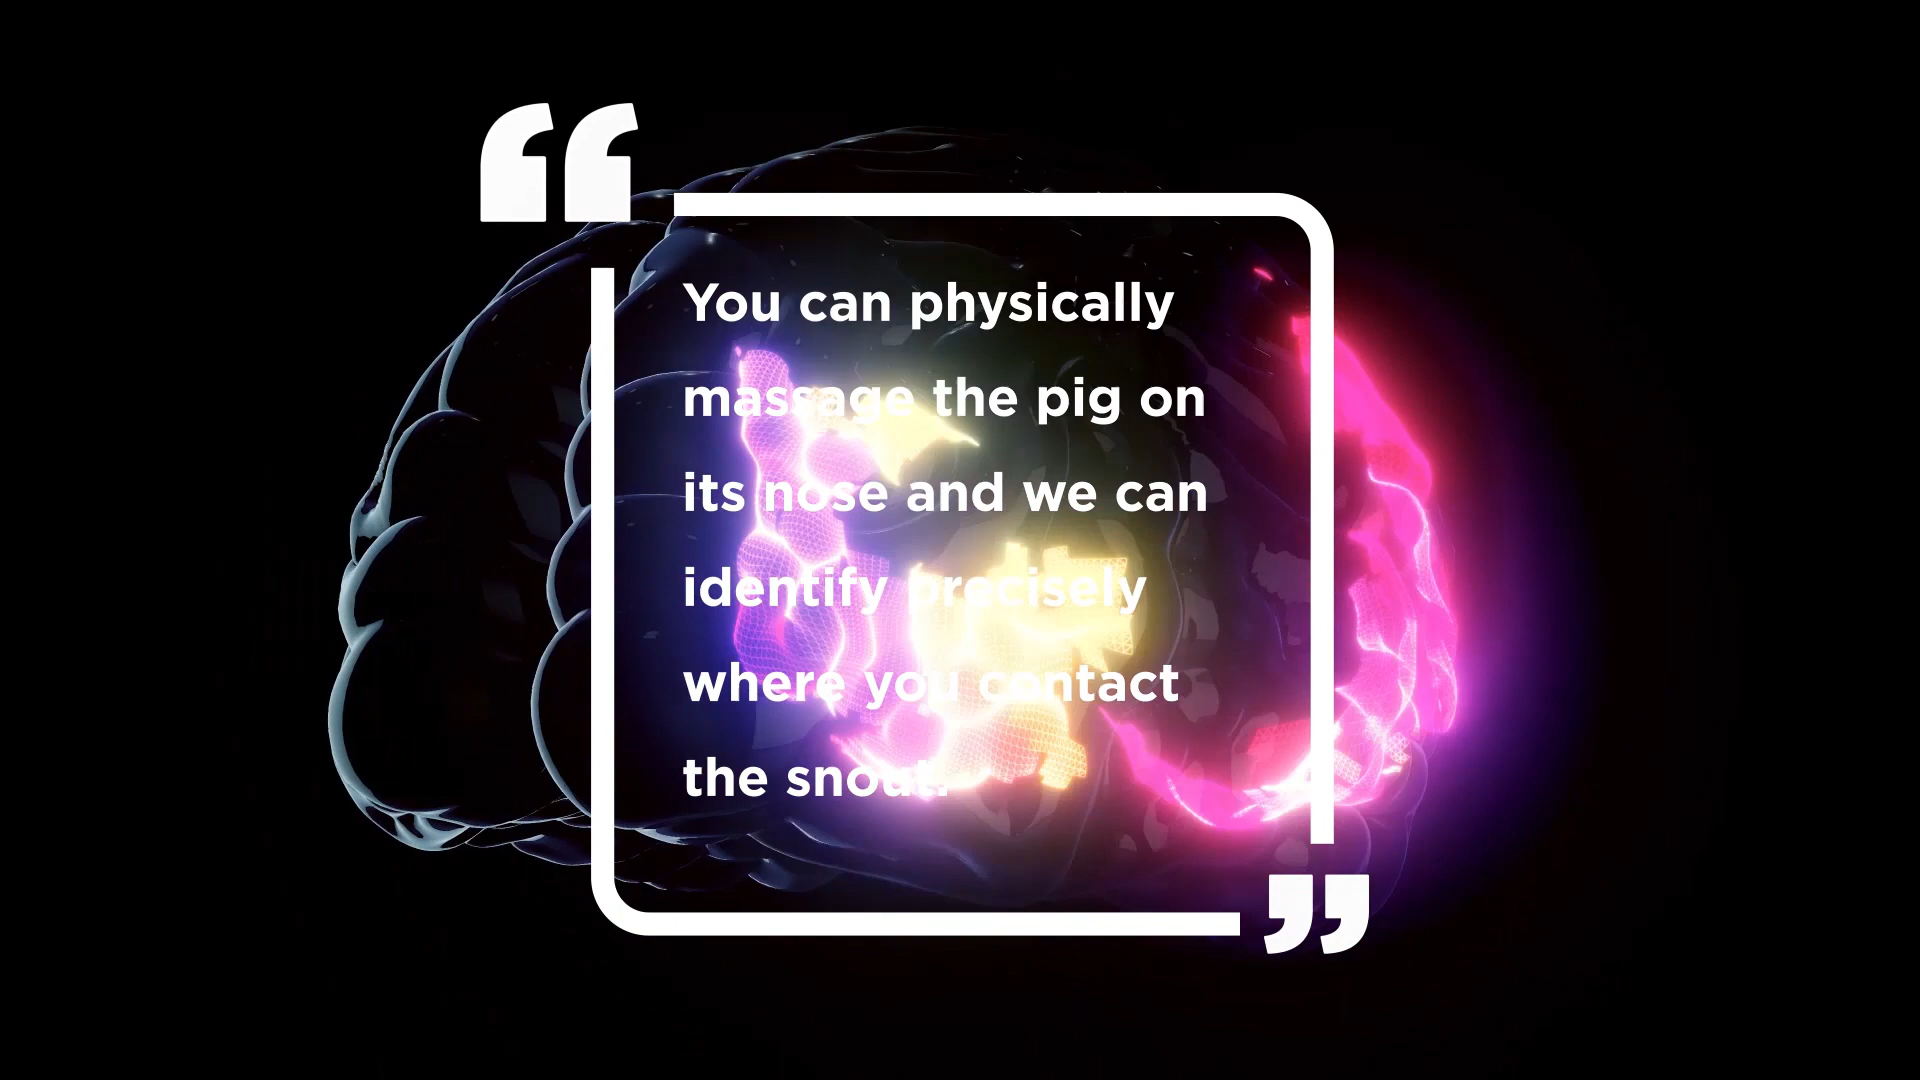 “
You can physically
massage the pig on
its nose and we can
identify precisely
where you contact
the snout.
”